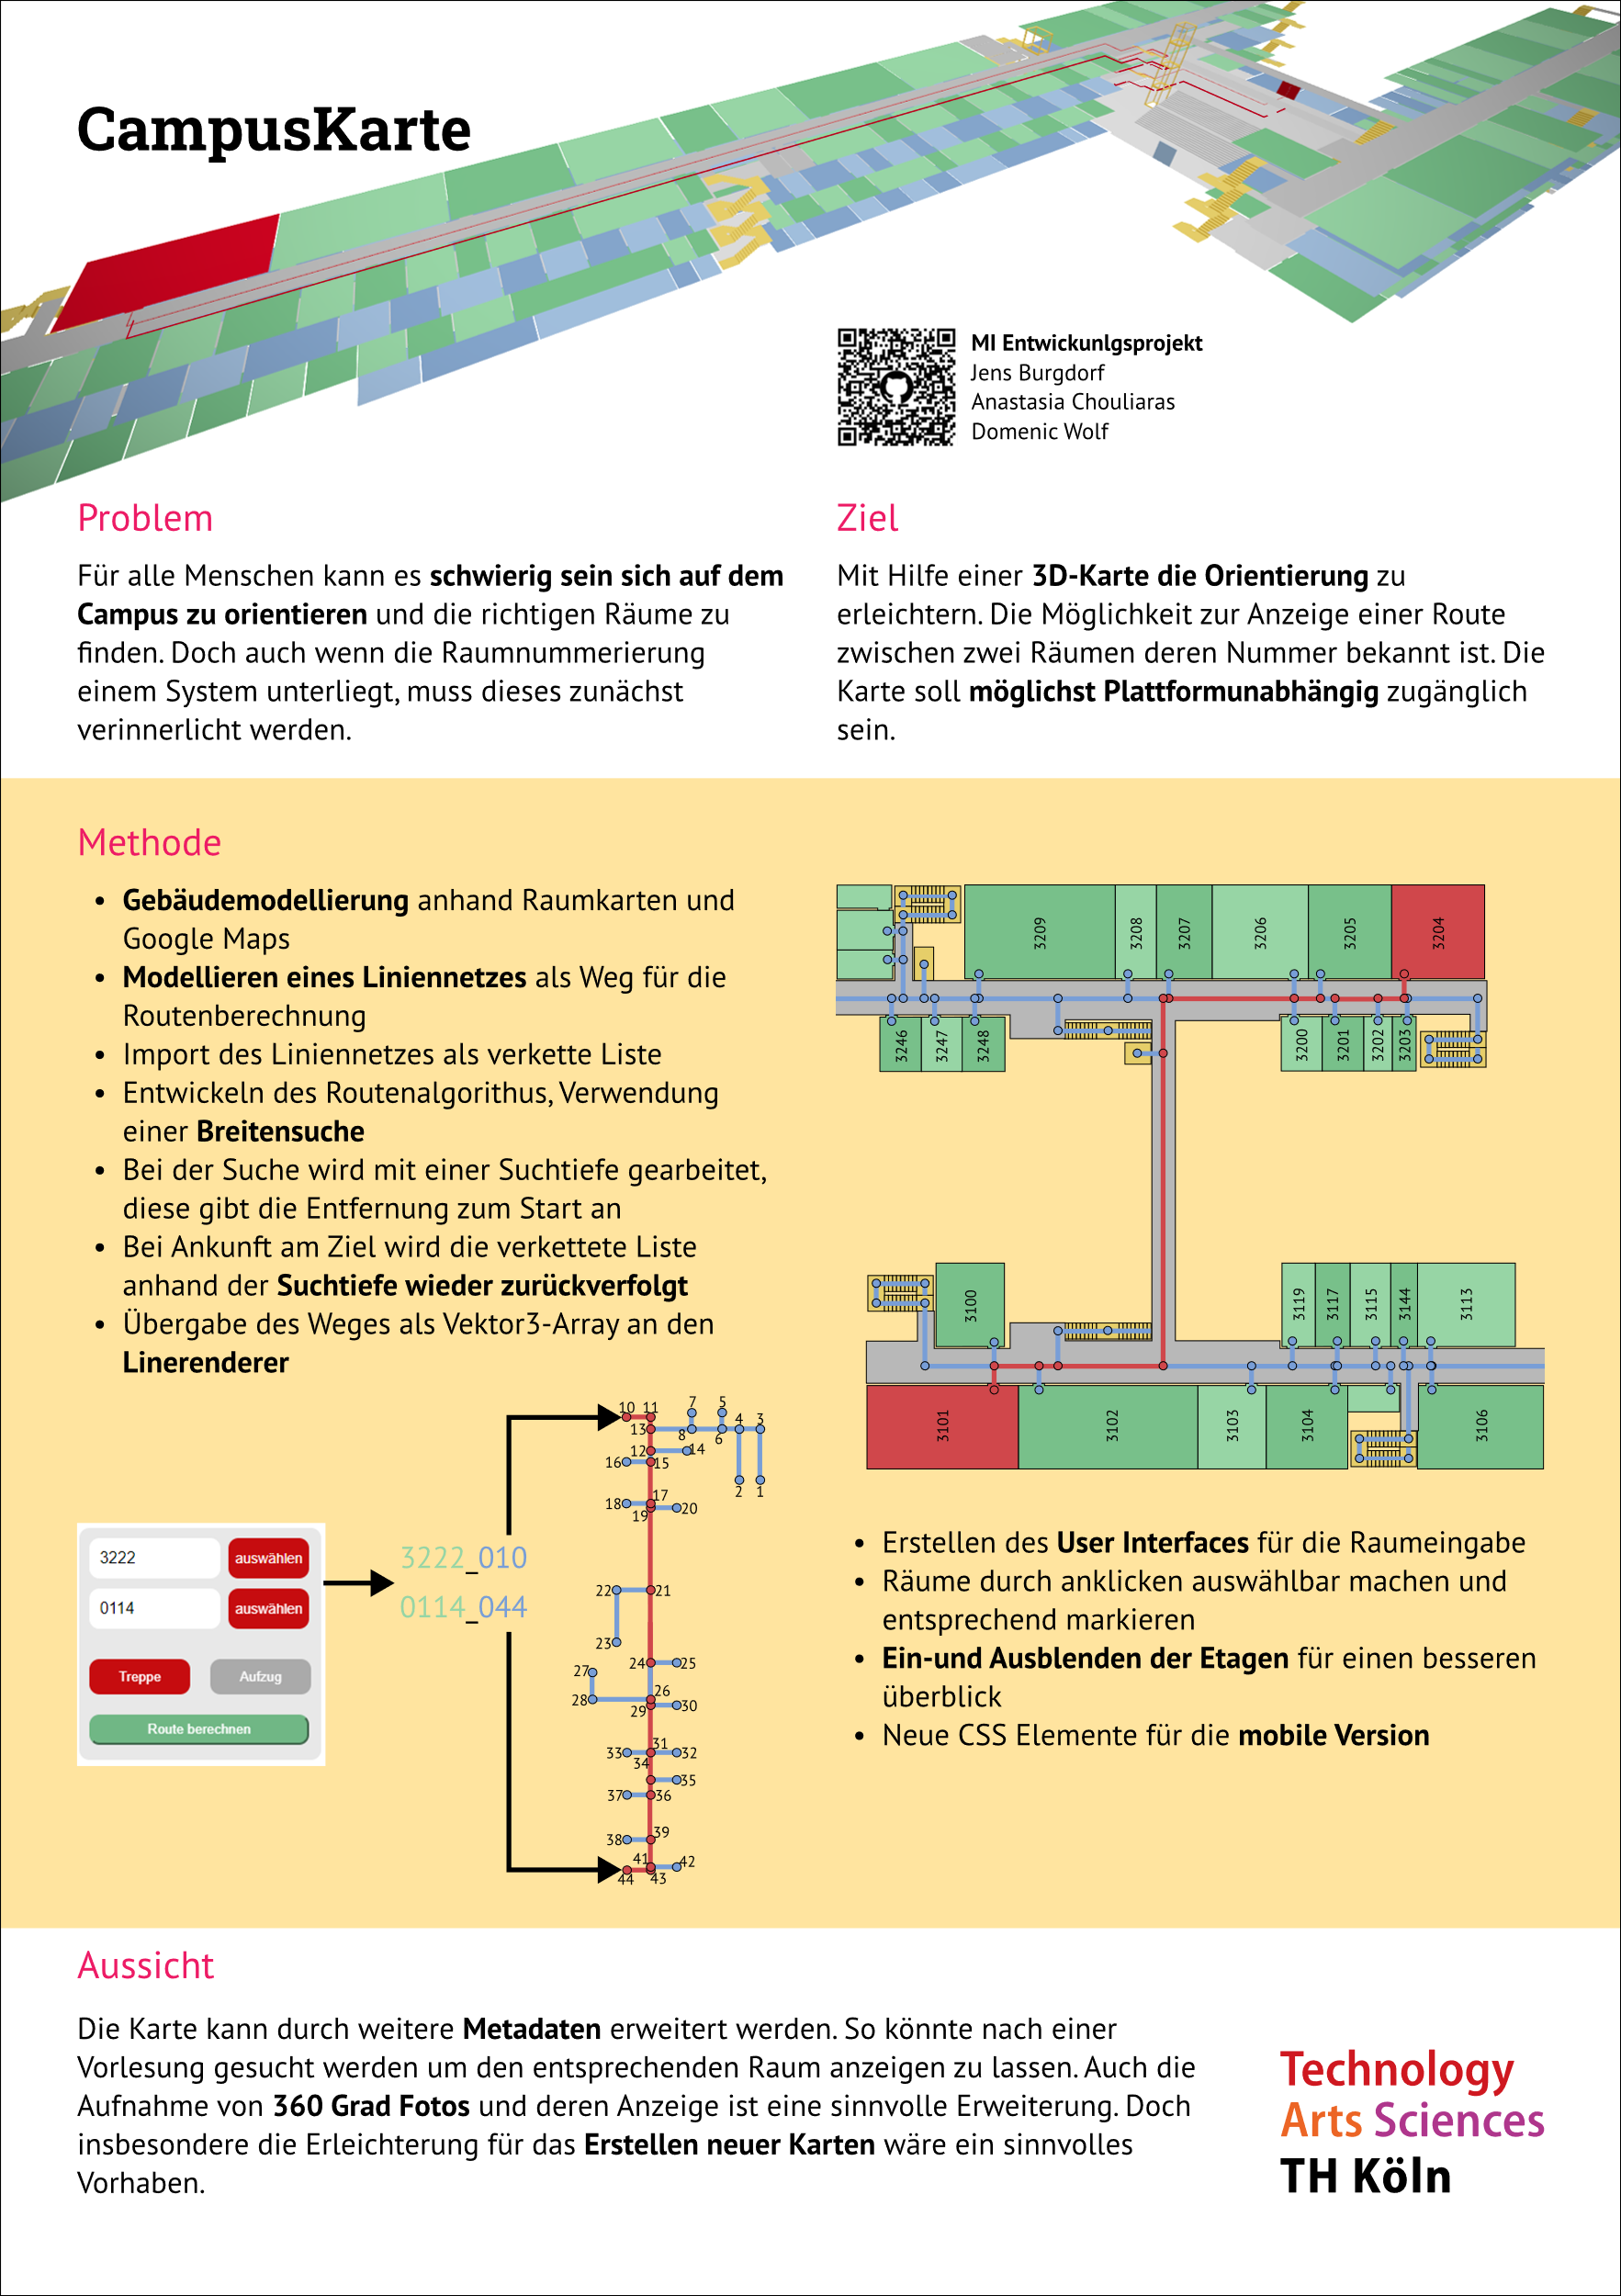 CampusKarte
MI Entwickunlgsprojekt
Jens Burgdorf
Anastasia Chouliaras
Domenic Wolf
Problem
Für alle Menschen kann es schwierig sein sich auf dem
Campus zu orientieren und die richtigen Räume zu
finden. Doch auch wenn die Raumnummerierung
einem System unterliegt, muss dieses zunächst
verinnerlicht werden.
Ziel
Mit Hilfe einer 3D-Karte die Orientierung zu
erleichtern. Die Möglichkeit zur Anzeige einer Route
zwischen zwei Räumen deren Nummer bekannt ist. Die
Karte soll möglichst Plattformunabhängig zugänglich
sein.
Methode
• Gebäudemodellierung anhand Raumkarten und
Google Maps
• Modellieren eines Liniennetzes als Weg für die
Routenberechnung
• Import des Liniennetzes als verkette Liste
• Entwickeln des Routenalgorithus, Verwendung
einer Breitensuche
• Bei der Suche wird mit einer Suchtiefe gearbeitet,
diese gibt die Entfernung zum Start an
• Bei Ankunft am Ziel wird die verkettete Liste
anhand der Suchtiefe wieder zurückverfolgt
• Übergabe des Weges als Vektor3-Array an den
Linerenderer
3222 auswählen
0114 auswählen
Treppe Aufzug
Route berechnen
3222_010
0114_044
10 11 7 5
13 8 6 4 3
12 14
16 15
2 1
18 17
19 20
22 21
23
24 25
27
28 26
29 30
33 31 32
34
35
37 36
38 39
41 42
44 43
3209 3208 3207 3206 3205 3204
3246 3247 3248 3200 3201 3202 3203
3100 3119 3117 3115 3144 3113
3101 3102 3103 3104 3106
• Erstellen des User Interfaces für die Raumeingabe
• Räume durch anklicken auswählbar machen und
entsprechend markieren
• Ein-und Ausblenden der Etagen für einen besseren
überblick
• Neue CSS Elemente für die mobile Version
Aussicht
Die Karte kann durch weitere Metadaten erweitert werden. So könnte nach einer
Vorlesung gesucht werden um den entsprechenden Raum anzeigen zu lassen. Auch die
Aufnahme von 360 Grad Fotos und deren Anzeige ist eine sinnvolle Erweiterung. Doch
insbesondere die Erleichterung für das Erstellen neuer Karten wäre ein sinnvolles
Vorhaben.
Technology
Arts Sciences
TH Köln